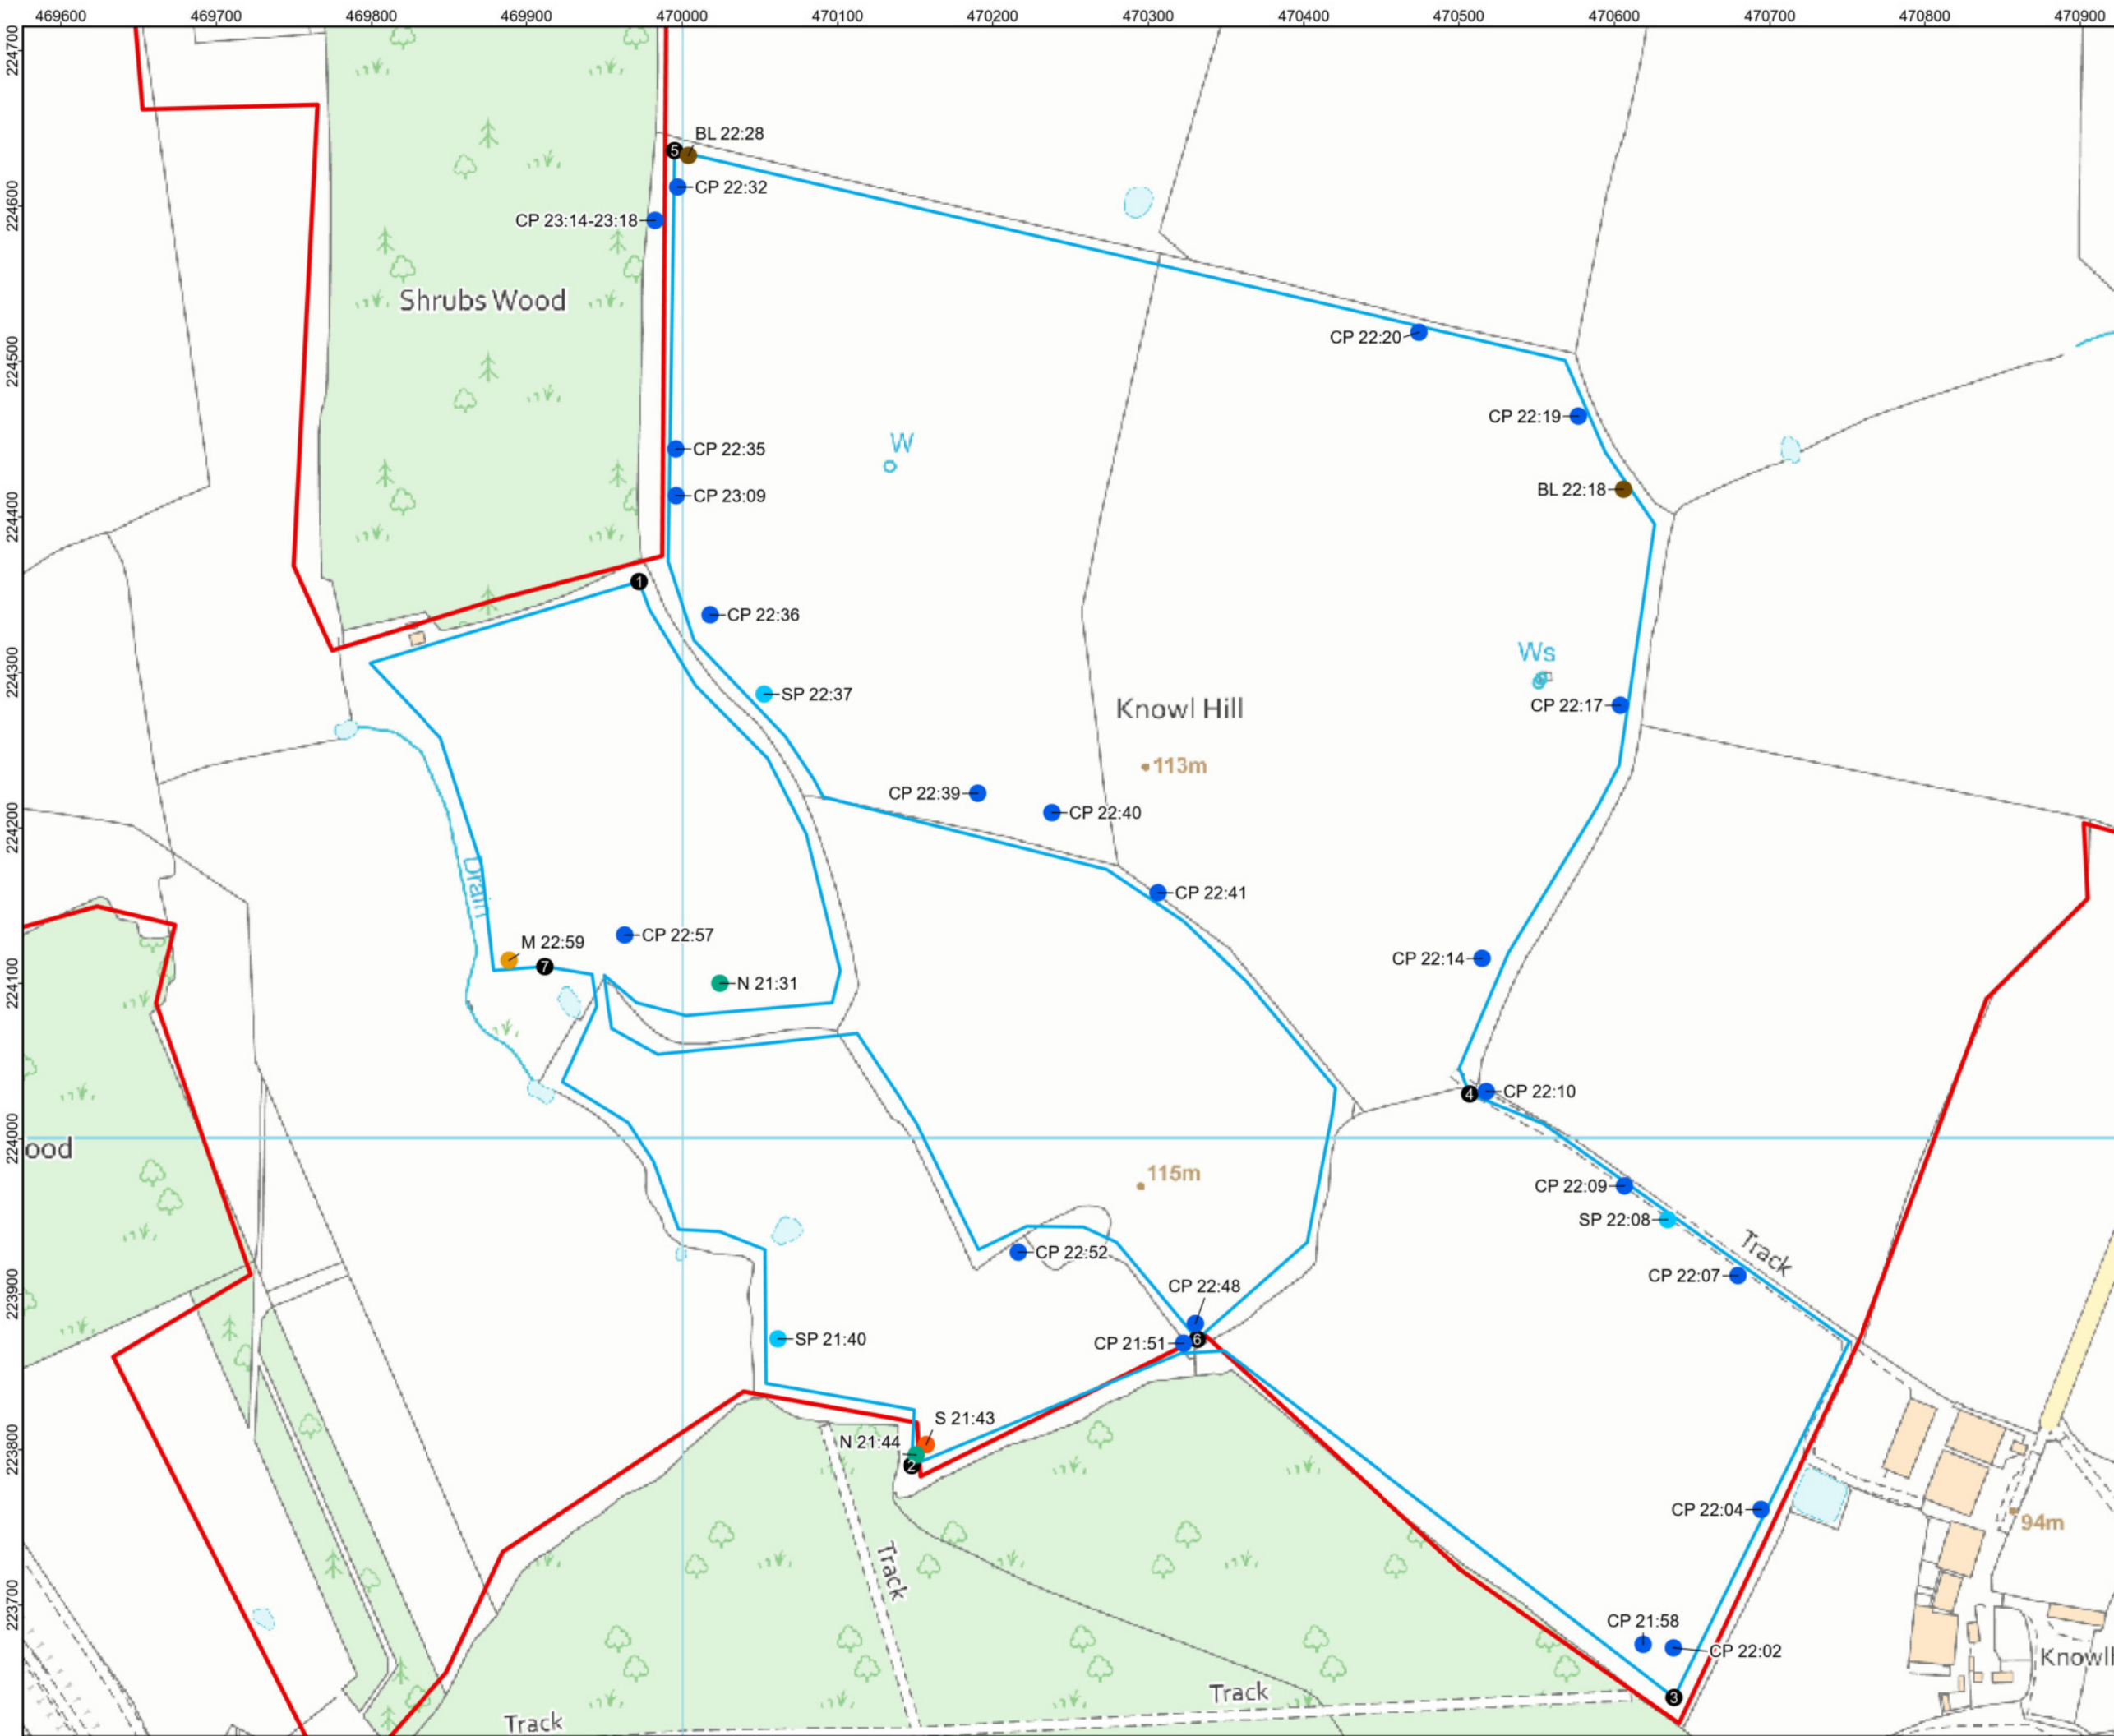 469600 469700 469800 469900 470000 470100 470200 470300 470400 470500 470600 470700 470800 470900
224700
224600
224500
224400
224300
224200
224100
224000
223900
223800
223700
BL 22:28
5
CP 22:32
CP 23:14-23:18
Shrubs Wood
CP 22:20
CP 22:19
W
CP 22:35
BL 22:18
CP 23:09
1
CP 22:36
Ws
SP 22:37
CP 22:17
Knowl Hill
113m
CP 22:39
CP 22:40
Drain
CP 22:41
CP 22:57
M 22:59
7
CP 22:14
N 21:31
4
CP 22:10
ood
115m
CP 22:09
SP 22:08
Track
CP 22:52
CP 22:07
CP 22:48
SP 21:40
CP 21:51
6
S 21:43
N 21:44
2
CP 22:04
94m
Track
CP 21:58
CP 22:02
Knowlh
3
Track
Track